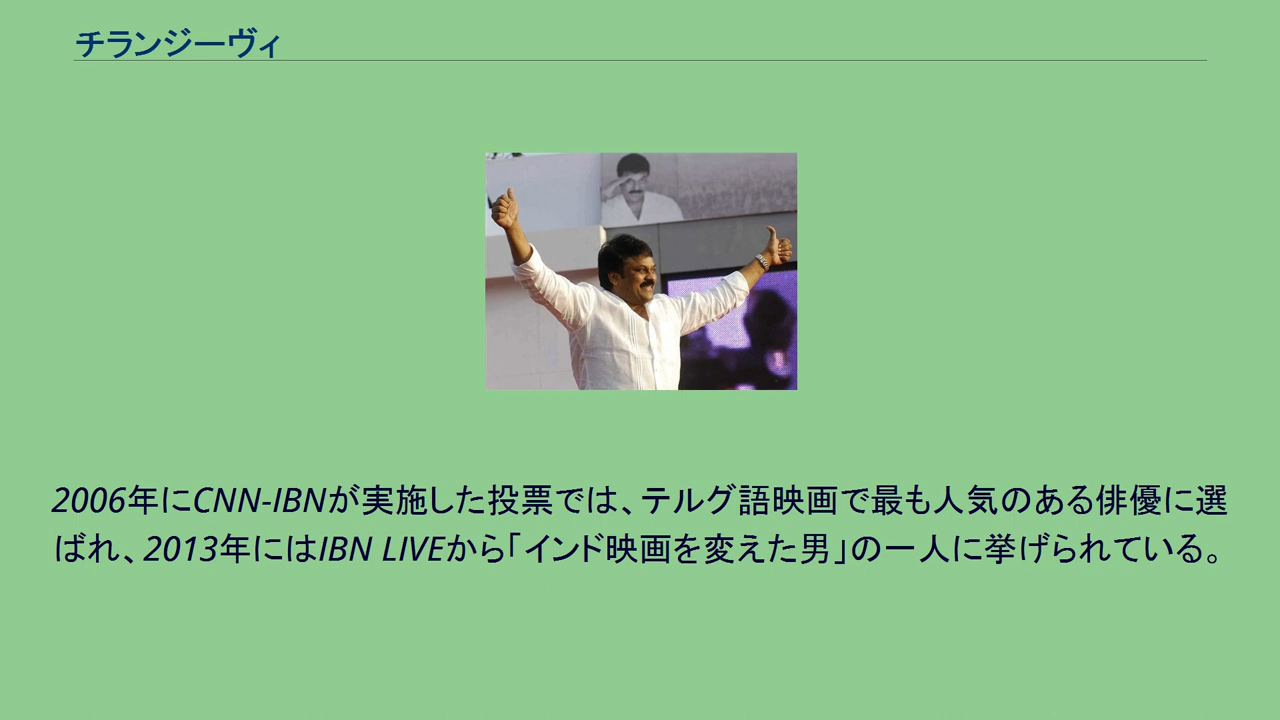 チランジーヴィ
2006年にCNN-IBNが実施した投票では、テルグ語映画で最も人気のある俳優に選
ばれ、2013年にはIBN LIVEから「インド映画を変えた男」の一人に挙げられている。